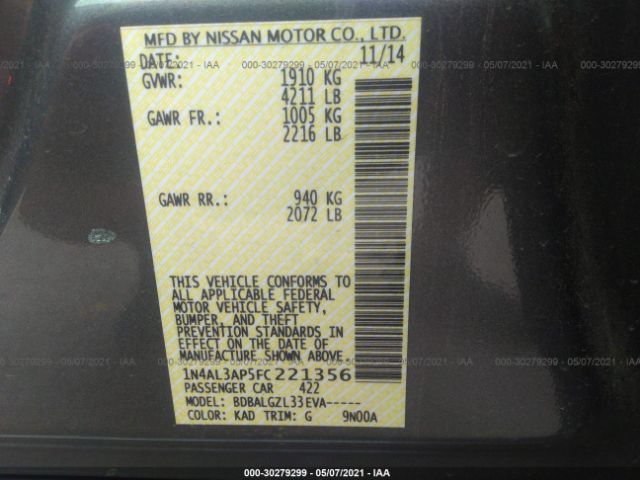 MFD BY NISSAN MOTOR CO., LTD.
DATE: 11/14
GVWR: 1910 KG
4211 LB
GAWR FR.: 1005 KG
2216 LB
GAWR RR.: 940 KG
2072 LB
THIS VEHICLE CONFORMS TO
ALL APPLICABLE FEDERAL
MOTOR VEHICLE SAFETY,
BUMPER, AND THEFT
PREVENTION STANDARDS IN
EFFECT ON THE DATE OF
MANUFACTURE SHOWN ABOVE.
1N4AL3AP5FC221356
PASSENGER CAR 422
MODEL: BDBALGZL33EVA-----
COLOR: KAD TRIM: G 9N00A
000-30279299 - 05/07/2021 - IAA